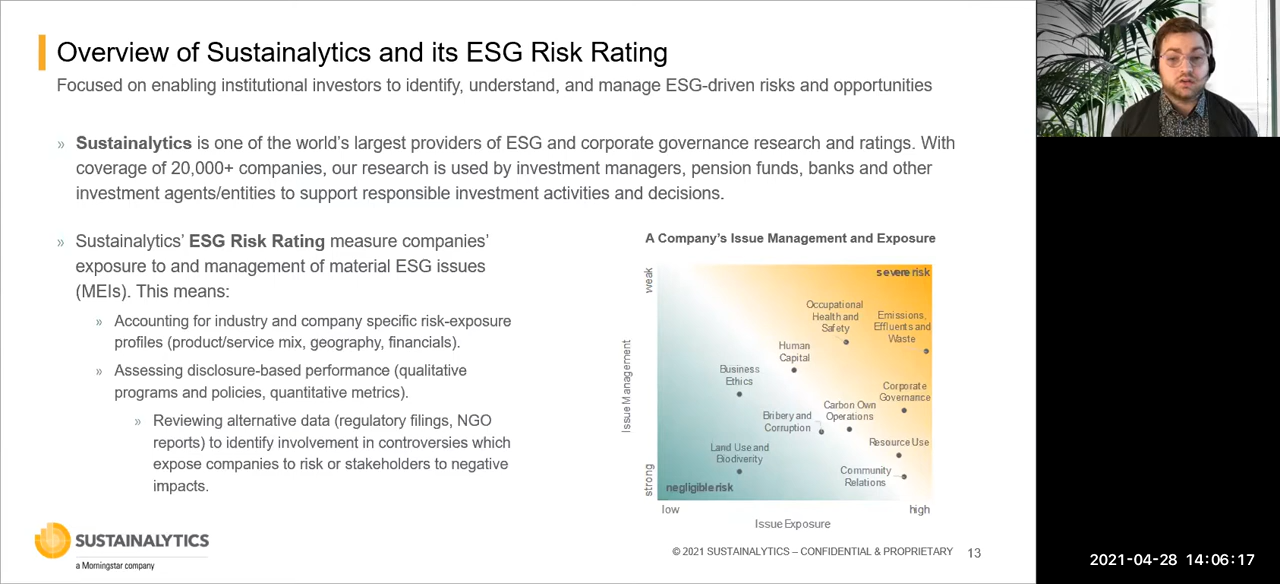 Overview of Sustainalytics and its ESG Risk Rating
Focused on enabling institutional investors to identify, understand, and manage ESG-driven risks and opportunities
» Sustainalytics is one of the world's largest providers of ESG and corporate governance research and ratings. With
coverage of 20,000+ companies, our research is used by investment managers, pension funds, banks and other
investment agents/entities to support responsible investment activities and decisions.
» Sustainalytics' ESG Risk Rating measure companies'
exposure to and management of material ESG issues
(MEIs). This means:
» Accounting for industry and company specific risk-exposure
profiles (product/service mix, geography, financials).
» Assessing disclosure-based performance (qualitative
programs and policies, quantitative metrics).
» Reviewing alternative data (regulatory filings, NGO
reports) to identify involvement in controversies which
expose companies to risk or stakeholders to negative
impacts.
A Company's Issue Management and Exposure
severe risk
weak
Issue Management
strong
Occupational
Health and
Safety
Emissions,
Effluents and
Waste
Human
Capital
Business
Ethics
Corporate
Governance
Carbon Own
Operations
Bribery and
Corruption
Resource Use
Land Use and
Biodiverity
Community
Relations
negligible risk
low
high
Issue Exposure
SUSTAINALYTICS
a Morningstar company
© 2021 SUSTAINALYTICS – CONFIDENTIAL & PROPRIETARY
13
2021-04-28 14:06:17